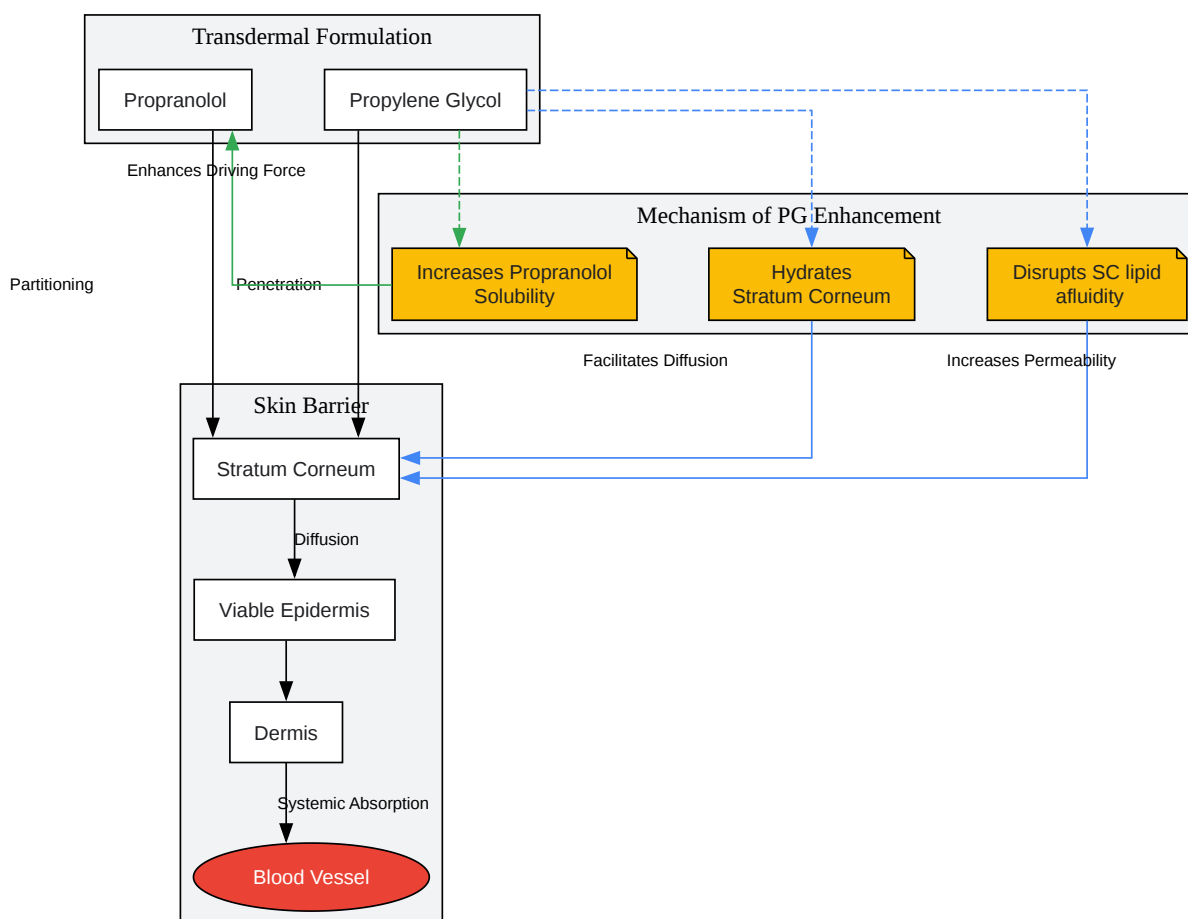 Transdermal Formulation
Propranolol
Propylene Glycol
Enhances Driving Force
Mechanism of PG Enhancement
Partitioning
Penetration
Increases Propranolol
Solubility
Hydrates
Stratum Corneum
Disrupts SC lipid
afluidity
Facilitates Diffusion
Increases Permeability
Skin Barrier
Stratum Corneum
Diffusion
Viable Epidermis
Dermis
Systemic Absorption
Blood Vessel